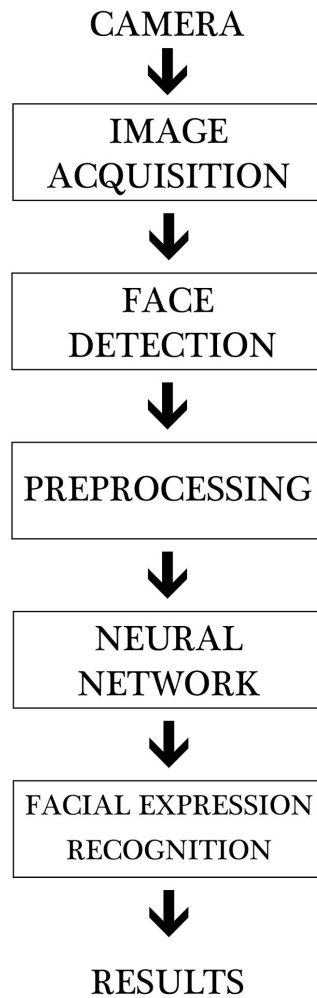 CAMERA
IMAGE
ACQUISITION
FACE
DETECTION
PREPROCESSING
NEURAL
NETWORK
FACIAL EXPRESSION
RECOGNITION
RESULTS